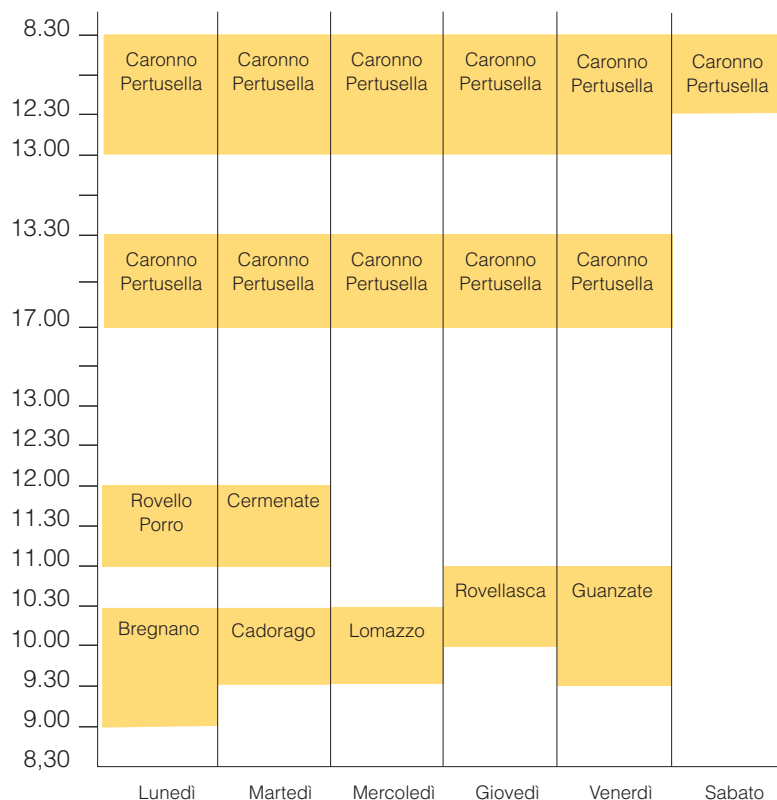 8.30
Caronno Caronno Caronno Caronno Caronno Caronno
Pertusella Pertusella Pertusella Pertusella Pertusella Pertusella
12.30
13.00
13.30
Caronno Caronno Caronno Caronno Caronno
Pertusella Pertusella Pertusella Pertusella Pertusella
17.00
13.00
12.30
12.00
Rovello Cermenate
Porro
11.30
11.00
Rovellasca Guanzate
10.30
Bregnano Cadorago Lomazzo
10.00
9.30
9.00
8,30
Lunedì Martedì Mercoledì Giovedì Venerdì Sabato